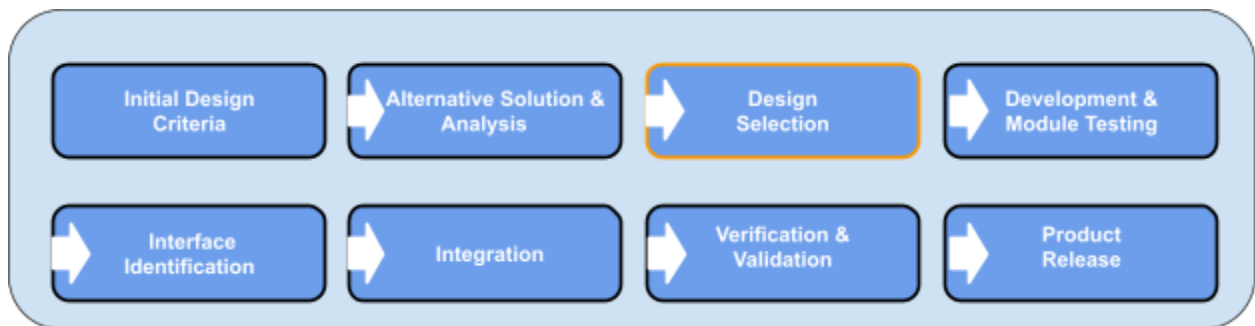 Initial Design
Criteria
Alternative Solution &
Analysis
Design
Selection
Development &
Module Testing
Interface
Identification
Integration
Verification &
Validation
Product
Release